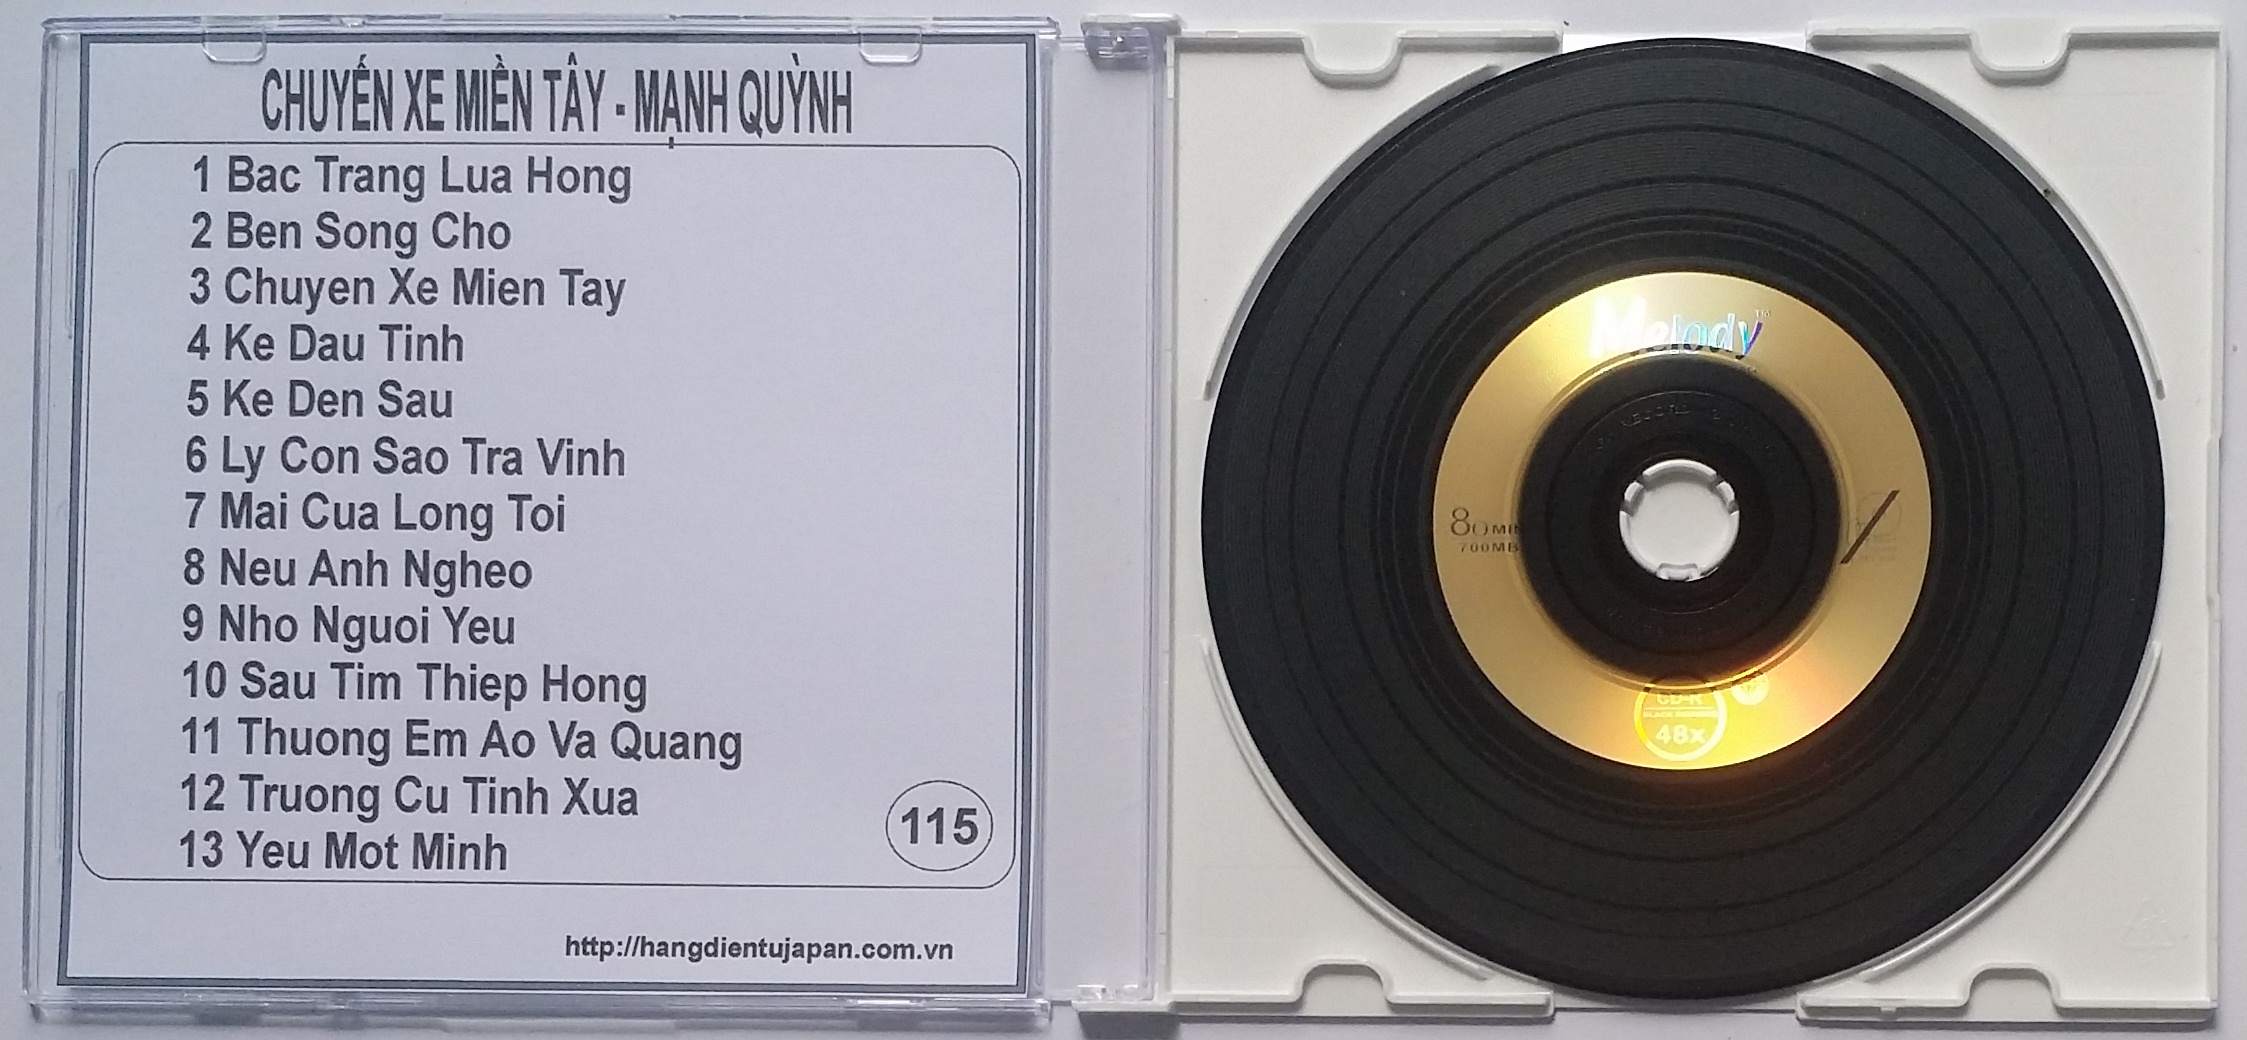 CHUYẾN XE MIỀN TÂY - MẠNH QUỲNH
1 Bac Trang Lua Hong
2 Ben Song Cho
3 Chuyen Xe Mien Tay
4 Ke Dau Tinh
5 Ke Den Sau
6 Ly Con Sao Tra Vinh
7 Mai Cua Long Toi
8 Neu Anh Ngheo
9 Nho Nguoi Yeu
10 Sau Tim Thiep Hong
11 Thuong Em Ao Va Quang
12 Truong Cu Tinh Xua
13 Yeu Mot Minh
115
http://hangdientujapan.com.vn
Melody
80 MIN
700MB
CD-R
48x